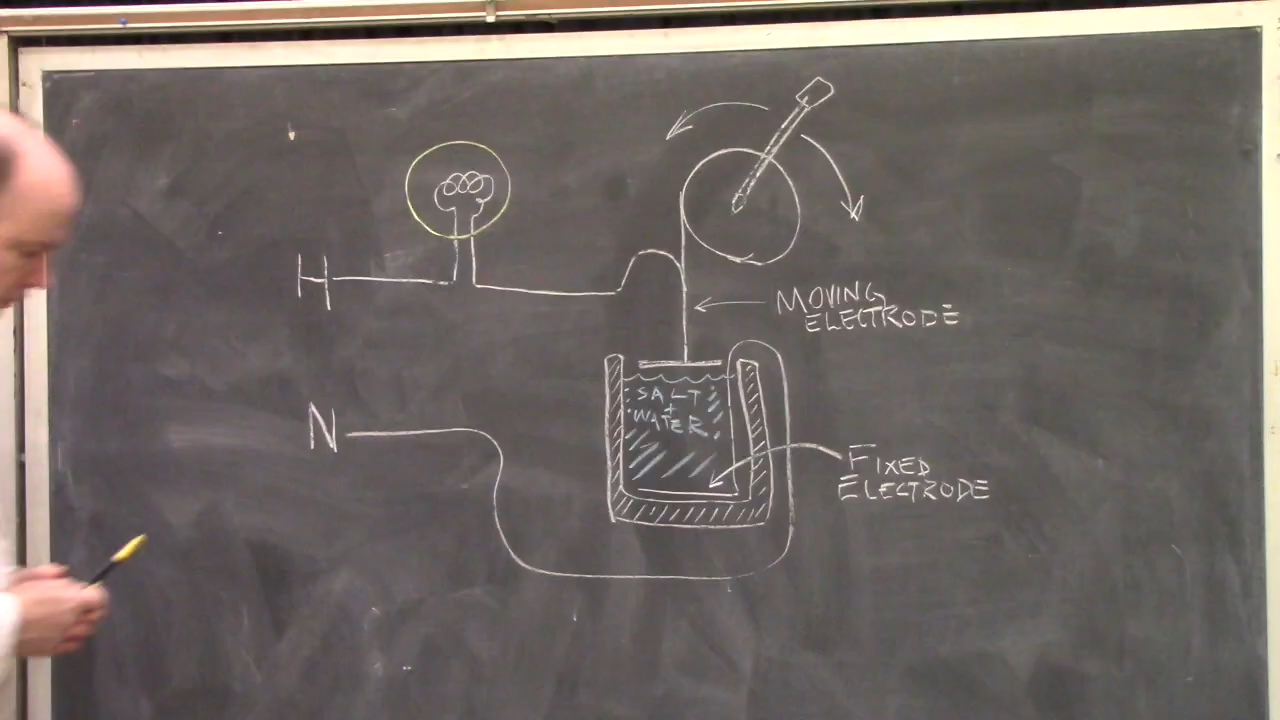 H
MOVING
ELECTRODE
SALT
+
WATER
N
FIXED
ELECTRODE